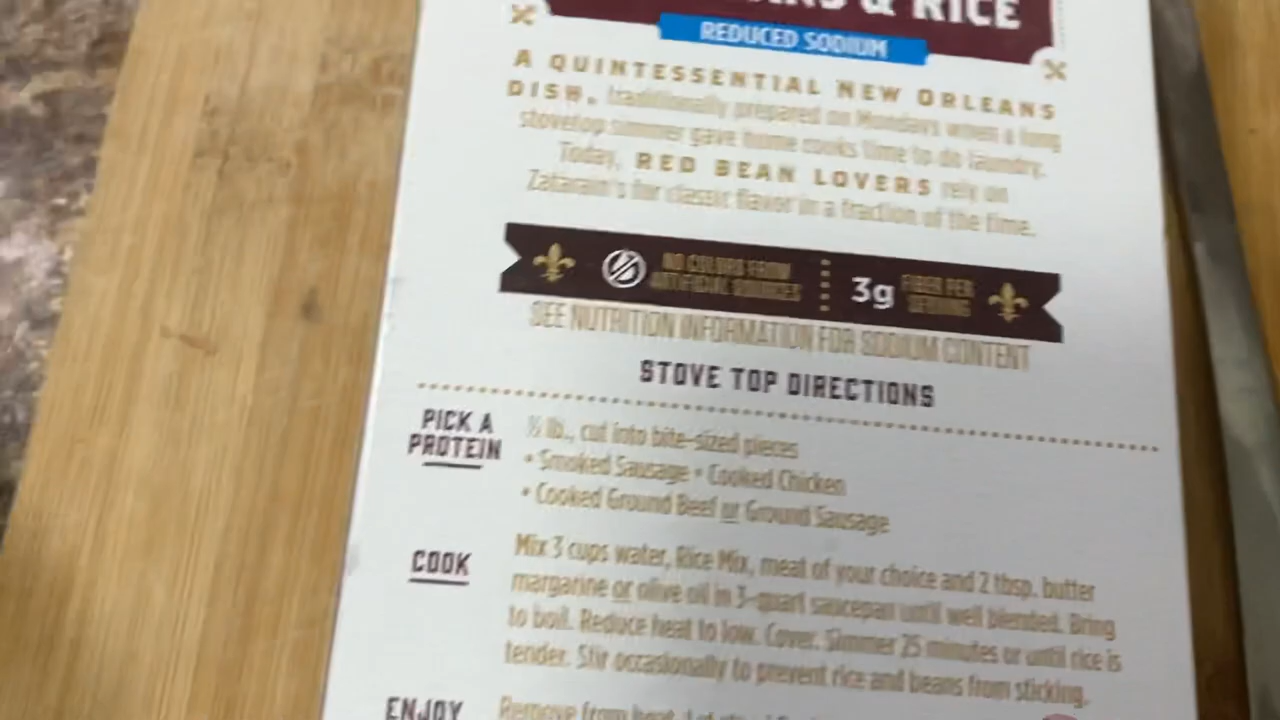 & RICE
REDUCED SODIUM
A QUINTESSENTIAL NEW ORLEANS
DISH, traditionally prepared on Mondays when a long
stovetop simmer gave home cooks time to do laundry.
Today, RED BEAN LOVERS rely on
Zatarain's for classic flavor in a fraction of the time.
NO COLORS FROM
ARTIFICIAL SOURCES
3g FIBER PER
SERVING
SEE NUTRITION INFORMATION FOR SODIUM CONTENT
STOVE TOP DIRECTIONS
PICK A
PROTEIN
½ lb., cut into bite-sized pieces
• Smoked Sausage • Cooked Chicken
• Cooked Ground Beef or Ground Sausage
COOK
Mix 3 cups water, Rice Mix, meat of your choice and 2 tbsp. butter
margarine or olive oil in 3-quart saucepan until well blended. Bring
to boil. Reduce heat to low. Cover. Simmer 25 minutes or until rice is
tender. Stir occasionally to prevent rice and beans from sticking.
ENJOY
Remove from heat. Let